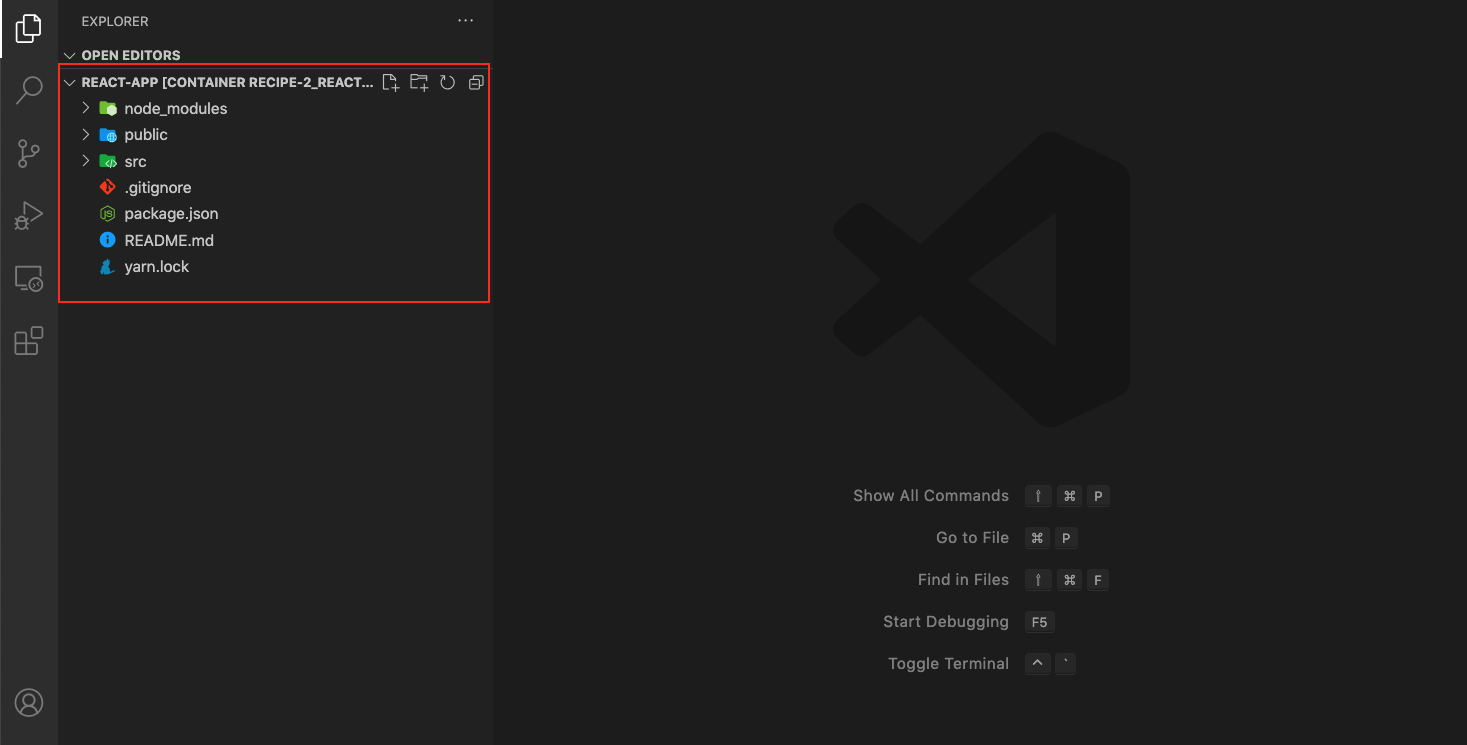 EXPLORER
OPEN EDITORS
REACT-APP [CONTAINER RECIPE-2_REACT...
node_modules
public
src
.gitignore
package.json
README.md
yarn.lock
Show All Commands ⇧ ⌘ P
Go to File ⌘ P
Find in Files ⇧ ⌘ F
Start Debugging F5
Toggle Terminal ^ `